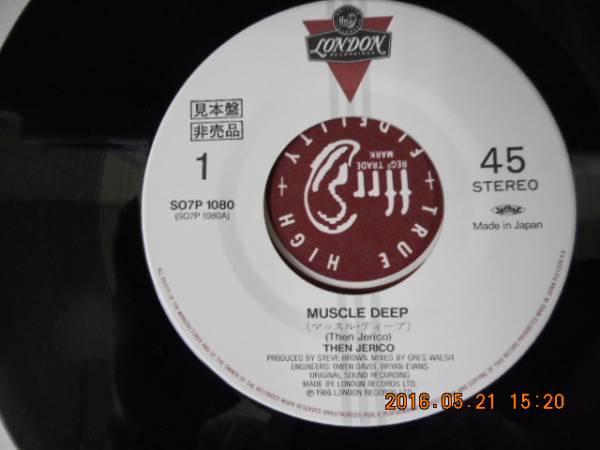 LONDON
RECORDINGS
見本盤
非売品
1
45
STEREO
SO7P 1080
(SO7P 1080A)
Made in Japan
TRUE HIGH FIDELITY
ffrr
REGD TRADE
MARK
MUSCLE DEEP
(マッスル・ディープ)
(Then Jerico)
THEN JERICO
PRODUCED BY STEVE BROWN, MIXED BY GREG WALSH
ENGINEERS: OWEN DAVIS, BRYAN EVANS
ORIGINAL SOUND RECORDING
MADE BY LONDON RECORDS LTD.
℗1986 LONDON RECORDS LTD.
2016.05.21 15:20